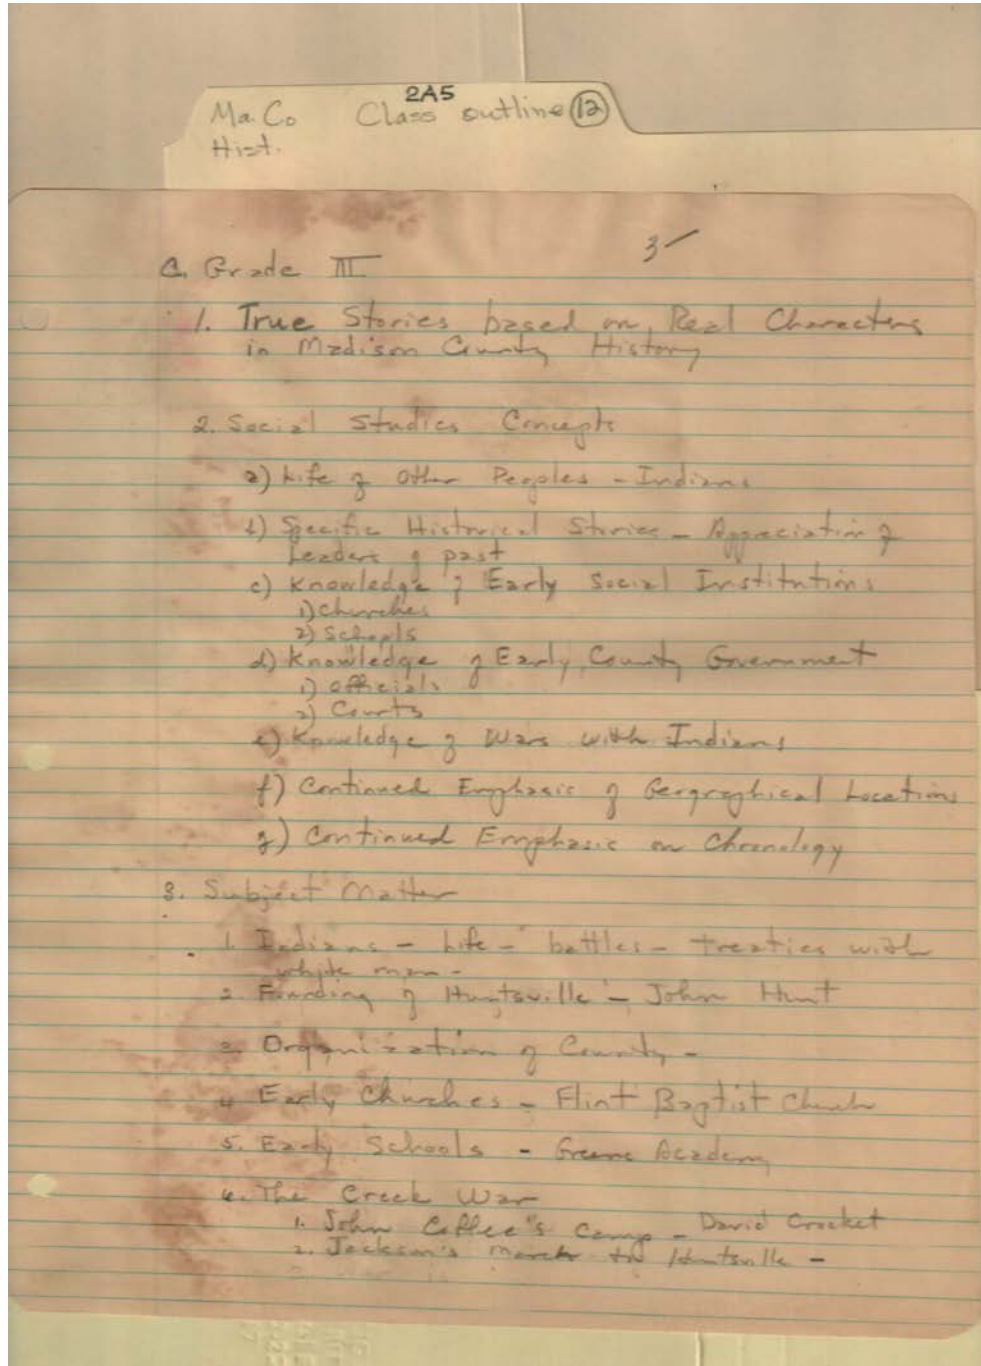 2A5
Ma. Co Class outline 12
Hist.
3
C. Grade III
1. True Stories based on Real Characters
in Madison County History
2. Social Studies Concepts
a) Life of Other Peoples - Indians
b) Specific Historical Stories - Appreciation of
Leaders of past
c) Knowledge of Early Social Institutions
1) Churches
2) Schools
d) Knowledge of Early County Government
1) Officials
2) Courts
e) Knowledge of Wars with Indians
f) Continued Emphasis of Geographical Locations
g) Continued Emphasis on Chronology
3. Subject Matter
1. Indians - Life - battles - treaties with
white man -
2. Founding of Huntsville - John Hunt
3. Organization of County -
4. Early Churches - Flint Baptist Church
5. Early Schools - Greene Academy
6. The Creek War
1. John Coffee's Camp - David Crocket
2. Jackson's March to Huntsville -